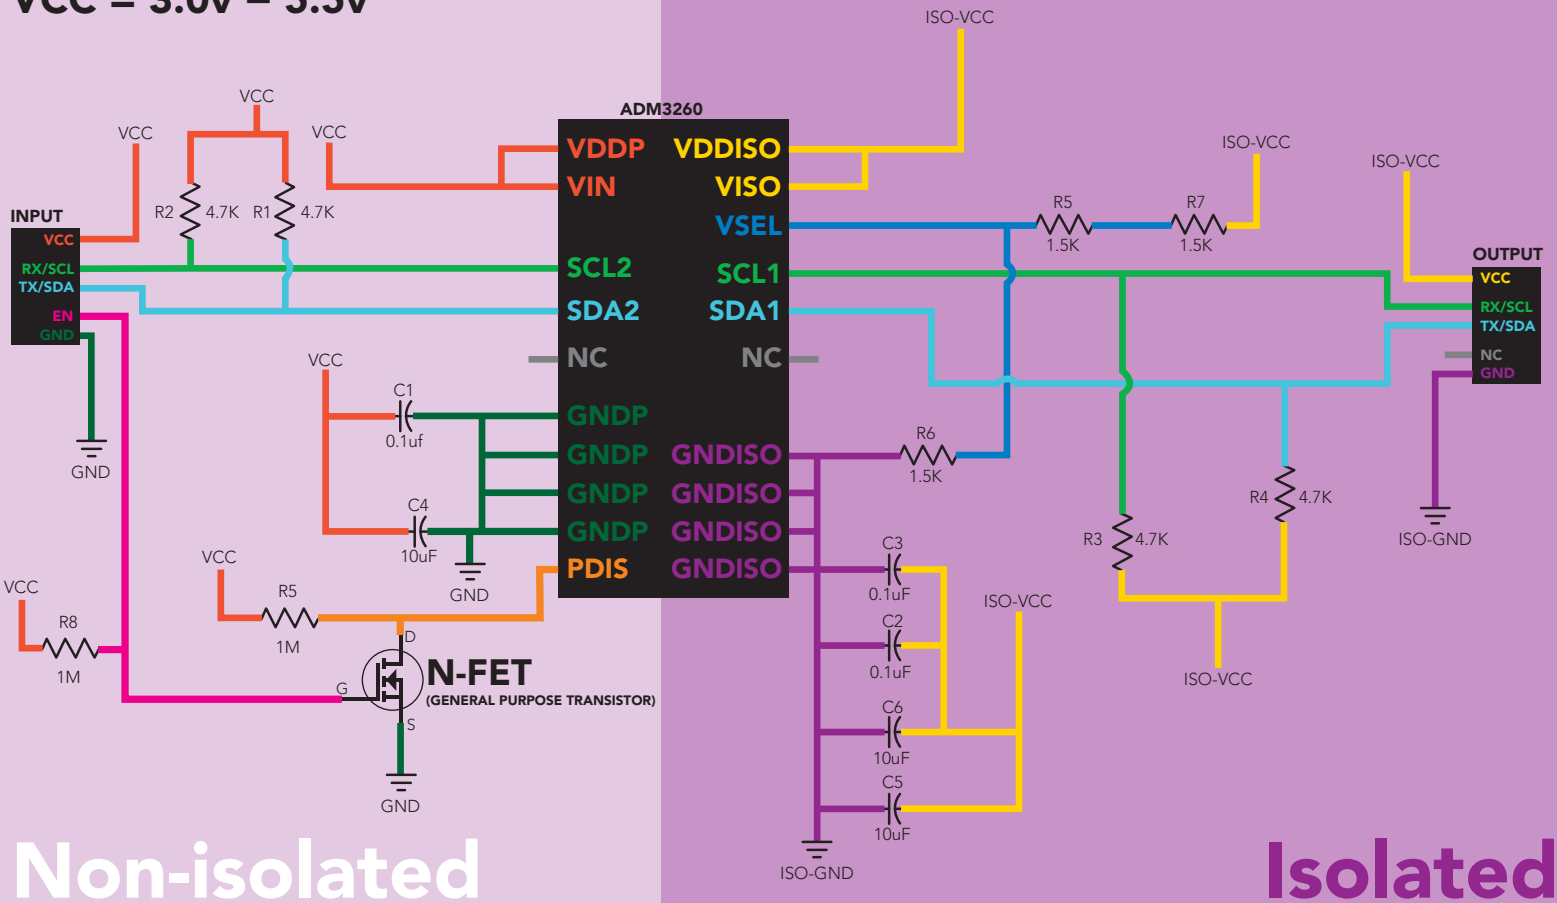 VCC = 3.0v – 5.5v
ISO-VCC
VCC
VCC
VCC
ADM3260
ISO-VCC
ISO-VCC
R2 4.7K R1 4.7K
R5
1.5K
R7
1.5K
INPUT
VCC
RX/SCL
TX/SDA
EN
GND
GND
VDDP VDDISO
VIN VISO
VSEL
SCL2 SCL1
SDA2 SDA1
NC NC
GNDP
GNDP GNDISO
GNDP GNDISO
GNDP GNDISO
PDIS GNDISO
OUTPUT
VCC
RX/SCL
TX/SDA
NC
GND
ISO-GND
VCC
C1
0.1uf
C4
10uF
GND
R6
1.5K
R4 4.7K
R3 4.7K
ISO-VCC
VCC
R5
1M
VCC
R8
1M
D
G
S
N-FET
(GENERAL PURPOSE TRANSISTOR)
GND
C3
0.1uF
C2
0.1uF
C6
10uF
C5
10uF
ISO-VCC
ISO-GND
Non-isolated
Isolated